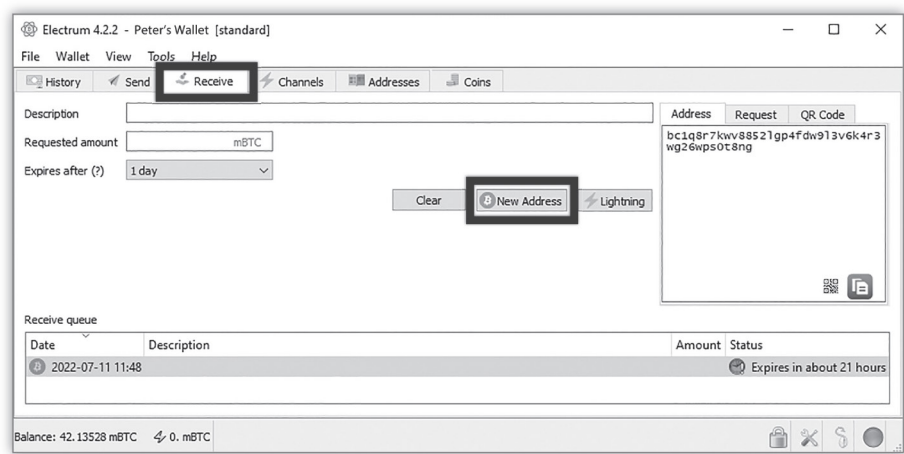 Electrum 4.2.2 - Peter's Wallet [standard]
File Wallet View Tools Help
History Send Receive Channels Addresses Coins
Description
Requested amount mBTC
Expires after (?) 1 day
Clear New Address Lightning
Address Request QR Code
bc1q8r7kwv8852lgp4fdw9l3v6k4r3
wg26wps0t8ng
Receive queue
Date Description Amount Status
2022-07-11 11:48 Expires in about 21 hours
Balance: 42.13528 mBTC 0. mBTC